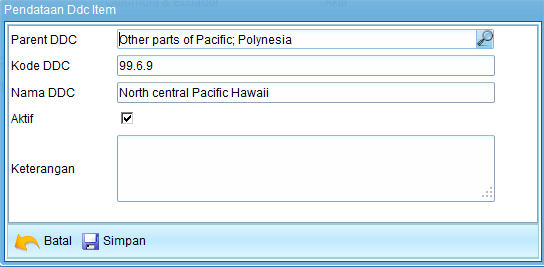 Pendataan Ddc Item
Parent DDC Other parts of Pacific; Polynesia
Kode DDC 99.6.9
Nama DDC North central Pacific Hawaii
Aktif
Keterangan
Batal Simpan